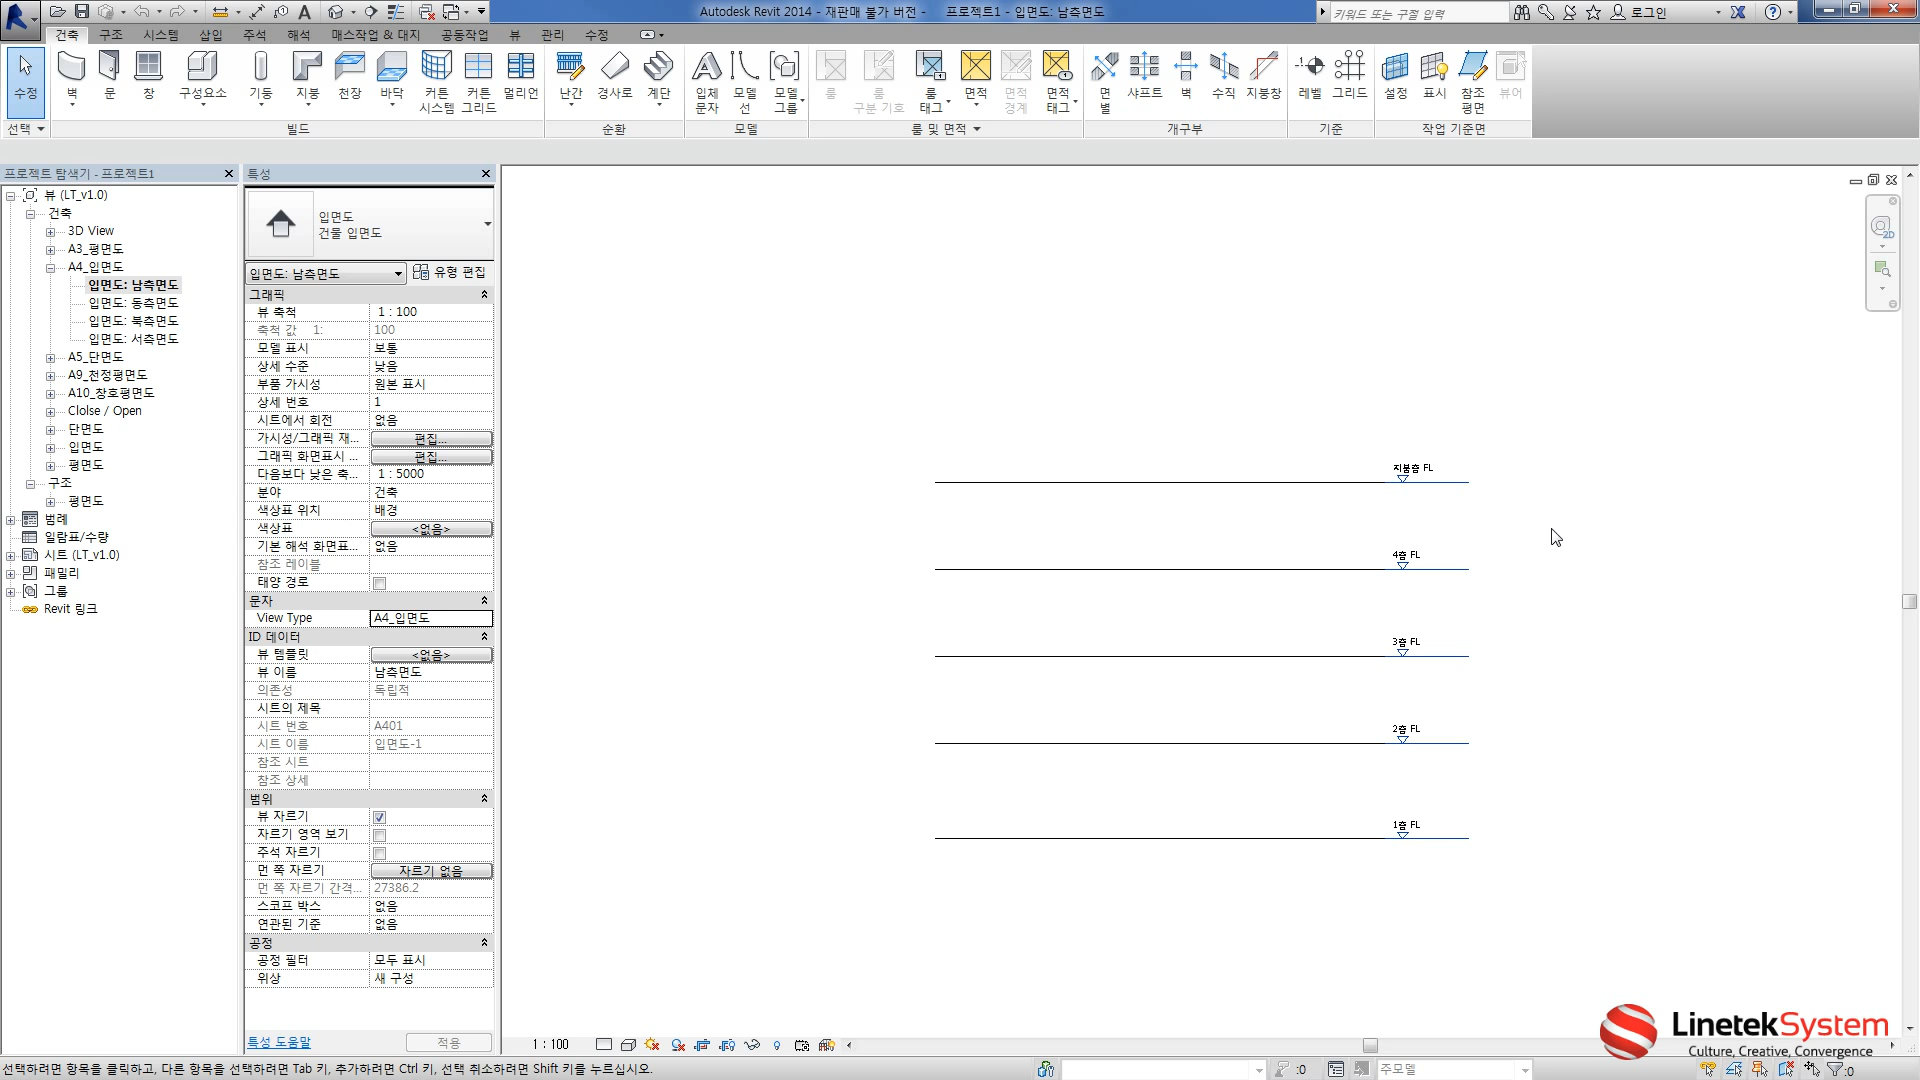 Autodesk Revit 2014 - 재판매 불가 버전 - 프로젝트1 - 입면도: 남측면도
키워드 또는 구절 입력
로그인
건축 구조 시스템 삽입 주석 해석 매스작업 & 대지 공동작업 뷰 관리 수정
수정 벽 문 창 구성요소 기둥 지붕 천장 바닥 커튼 시스템 커튼 그리드 멀리언 난간 경사로 계단 입체 문자 모델 선 모델 그룹 룸 룸 구분 기호 룸 태그 면적 면적 경계 면적 태그 면별 샤프트 벽 수직 지붕창 레벨 그리드 설정 표시 참조 평면 뷰어
선택 빌드 순환 모델 룸 및 면적 개구부 기준 작업 기준면
프로젝트 탐색기 - 프로젝트1
뷰 (LT_v1.0)
건축
3D View
A3_평면도
A4_입면도
입면도: 남측면도
입면도: 동측면도
입면도: 북측면도
입면도: 서측면도
A5_단면도
A9_천정평면도
A10_창호평면도
Clolse / Open
단면도
입면도
평면도
구조
평면도
범례
일람표/수량
시트 (LT_v1.0)
패밀리
그룹
Revit 링크
특성
입면도
건물 입면도
입면도: 남측면도 유형 편집
그래픽
뷰 축척 1 : 100
축척 값 1: 100
모델 표시 보통
상세 수준 낮음
부품 가시성 원본 표시
상세 번호 1
시트에서 회전 없음
가시성/그래픽 재... 편집...
그래픽 화면표시 ... 편집...
다음보다 낮은 축... 1 : 5000
분야 건축
색상표 위치 배경
색상표 <없음>
기본 해석 화면표... 없음
참조 레이블
태양 경로
문자
View Type A4_입면도
ID 데이터
뷰 템플릿 <없음>
뷰 이름 남측면도
의존성 독립적
시트의 제목
시트 번호 A401
시트 이름 입면도-1
참조 시트
참조 상세
범위
뷰 자르기
자르기 영역 보기
주석 자르기
먼 쪽 자르기 자르기 없음
먼 쪽 자르기 간격... 27386.2
스코프 박스 없음
연관된 기준 없음
공정
공정 필터 모두 표시
위상 새 구성
특성 도움말 적용
지붕층 FL
4층 FL
3층 FL
2층 FL
1층 FL
2D
1 : 100
LinetekSystem
Culture, Creative, Convergence
선택하려면 항목을 클릭하고, 다른 항목을 선택하려면 Tab 키, 추가하려면 Ctrl 키, 선택 취소하려면 Shift 키를 누르십시오.
:0 주모델 :0